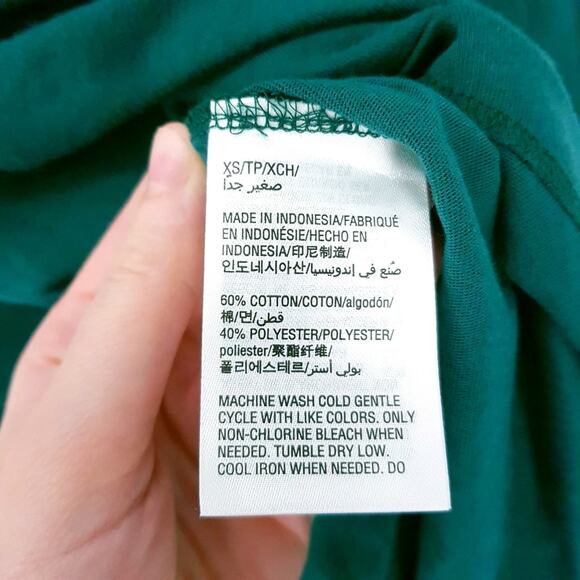 XS/TP/XCH/
صغير جداً
MADE IN INDONESIA/FABRIQUÉ
EN INDONÉSIE/HECHO EN
INDONESIA/印尼制造/
인도네시아산/صُنع في إندونيسيا
60% COTTON/COTON/algodón/
棉/면/قطن
40% POLYESTER/POLYESTER/
poliester/聚酯纤维/
폴리에스테르/بولي أستر
MACHINE WASH COLD GENTLE
CYCLE WITH LIKE COLORS. ONLY
NON-CHLORINE BLEACH WHEN
NEEDED. TUMBLE DRY LOW.
COOL IRON WHEN NEEDED. DO